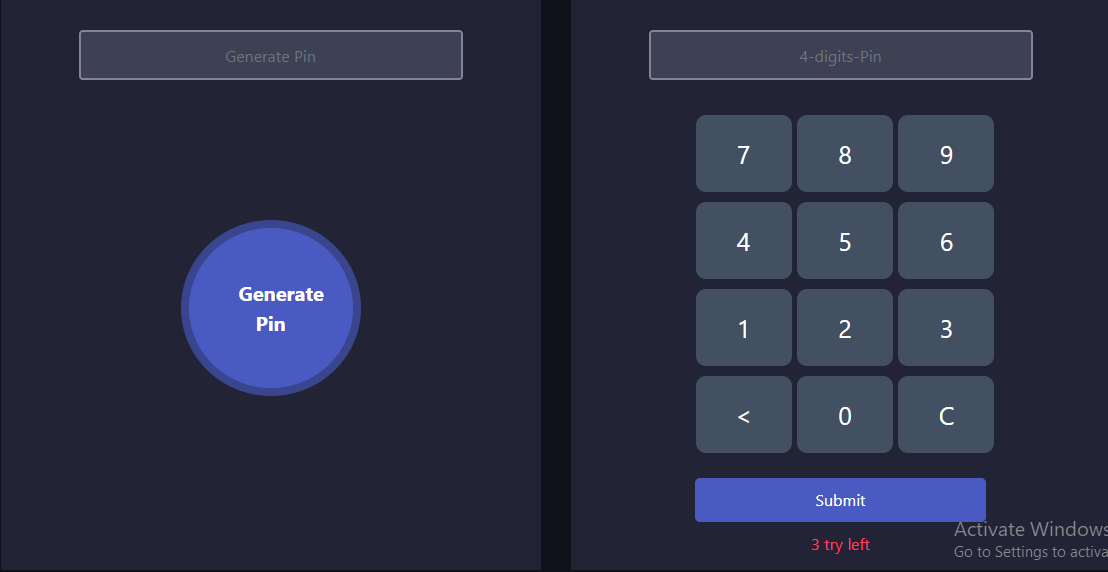 Generate Pin
Generate
Pin
4-digits-Pin
7 8 9
4 5 6
1 2 3
< 0 C
Submit
3 try left
Activate Windows
Go to Settings to activa